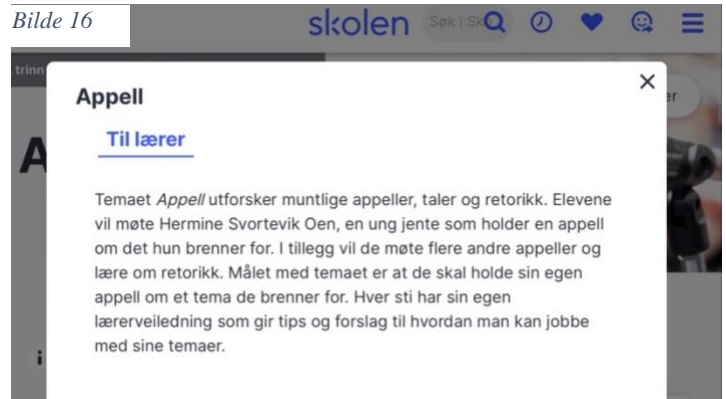 Bilde 16
skolen Søk i Sk
trinn
Appell
er
A
Til lærer
Temaet Appell utforsker muntlige appeller, taler og retorikk. Elevene
vil møte Hermine Svortevik Oen, en ung jente som holder en appell
om det hun brenner for. I tillegg vil de møte flere andre appeller og
lære om retorikk. Målet med temaet er at de skal holde sin egen
appell om et tema de brenner for. Hver sti har sin egen
lærerveiledning som gir tips og forslag til hvordan man kan jobbe
med sine temaer.
i